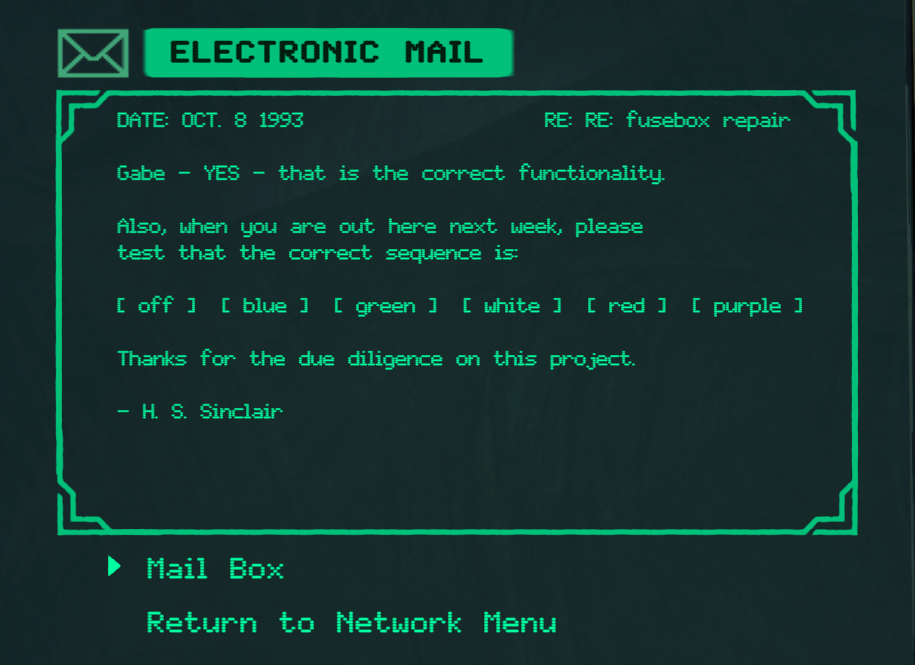 ELECTRONIC MAIL
DATE: OCT. 8 1993 RE: RE: fusebox repair
Gabe - YES - that is the correct functionality.
Also, when you are out here next week, please
test that the correct sequence is:
[ off ] [ blue ] [ green ] [ white ] [ red ] [ purple ]
Thanks for the due diligence on this project.
- H. S. Sinclair
Mail Box
Return to Network Menu